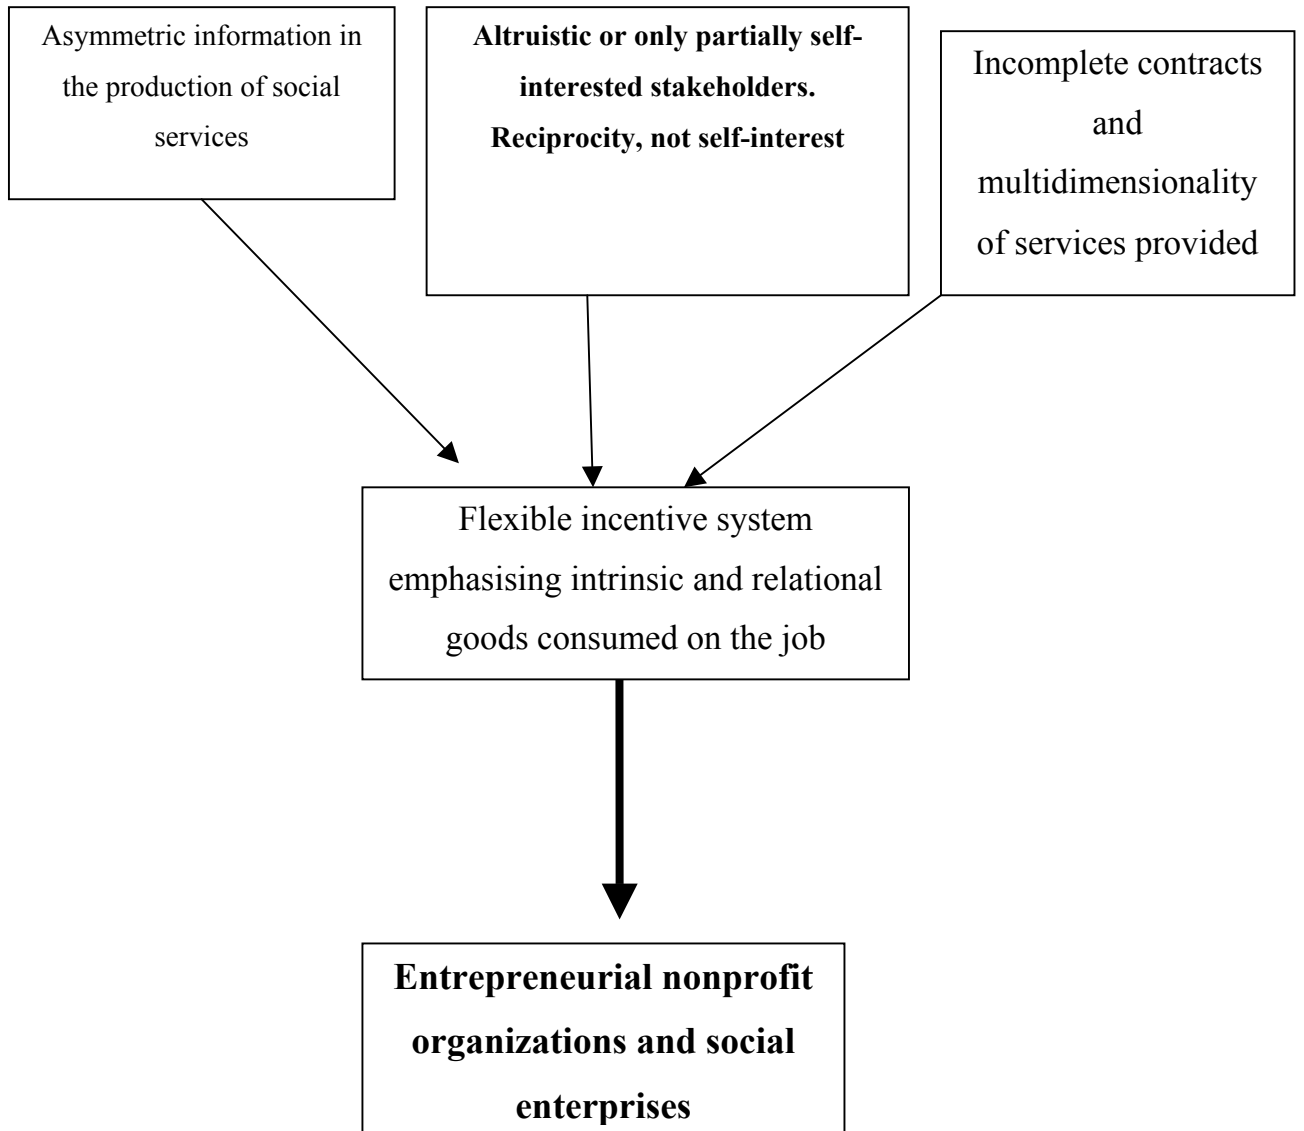 Asymmetric information in
the production of social
services
Altruistic or only partially self-
interested stakeholders.
Reciprocity, not self-interest
Incomplete contracts
and
multidimensionality
of services provided
Flexible incentive system
emphasising intrinsic and relational
goods consumed on the job
Entrepreneurial nonprofit
organizations and social
enterprises